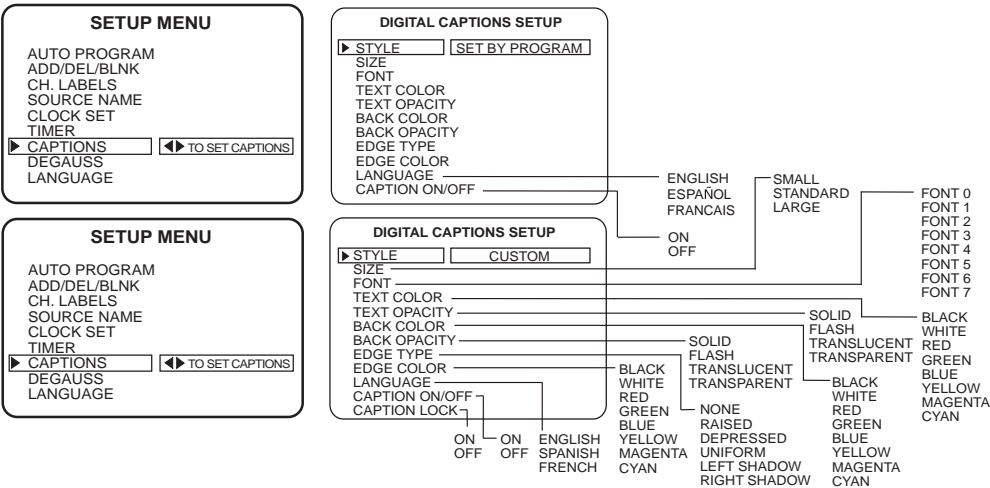 SETUP MENU
AUTO PROGRAM
ADD/DEL/BLNK
CH. LABELS
SOURCE NAME
CLOCK SET
TIMER
CAPTIONS TO SET CAPTIONS
DEGAUSS
LANGUAGE
DIGITAL CAPTIONS SETUP
STYLE SET BY PROGRAM
SIZE
FONT
TEXT COLOR
TEXT OPACITY
BACK COLOR
BACK OPACITY
EDGE TYPE
EDGE COLOR
LANGUAGE
CAPTION ON/OFF
ENGLISH
ESPAÑOL
FRANCAIS
ON
OFF
SETUP MENU
AUTO PROGRAM
ADD/DEL/BLNK
CH. LABELS
SOURCE NAME
CLOCK SET
TIMER
CAPTIONS TO SET CAPTIONS
DEGAUSS
LANGUAGE
DIGITAL CAPTIONS SETUP
STYLE CUSTOM
SIZE
FONT
TEXT COLOR
TEXT OPACITY
BACK COLOR
BACK OPACITY
EDGE TYPE
EDGE COLOR
LANGUAGE
CAPTION ON/OFF
CAPTION LOCK
SMALL
STANDARD
LARGE
FONT 0
FONT 1
FONT 2
FONT 3
FONT 4
FONT 5
FONT 6
FONT 7
BLACK
WHITE
RED
GREEN
BLUE
YELLOW
MAGENTA
CYAN
SOLID
FLASH
TRANSLUCENT
TRANSPARENT
BLACK
WHITE
RED
GREEN
BLUE
YELLOW
MAGENTA
CYAN
SOLID
FLASH
TRANSLUCENT
TRANSPARENT
NONE
RAISED
DEPRESSED
UNIFORM
LEFT SHADOW
RIGHT SHADOW
BLACK
WHITE
RED
GREEN
BLUE
YELLOW
MAGENTA
CYAN
ENGLISH
SPANISH
FRENCH
ON
OFF
ON
OFF